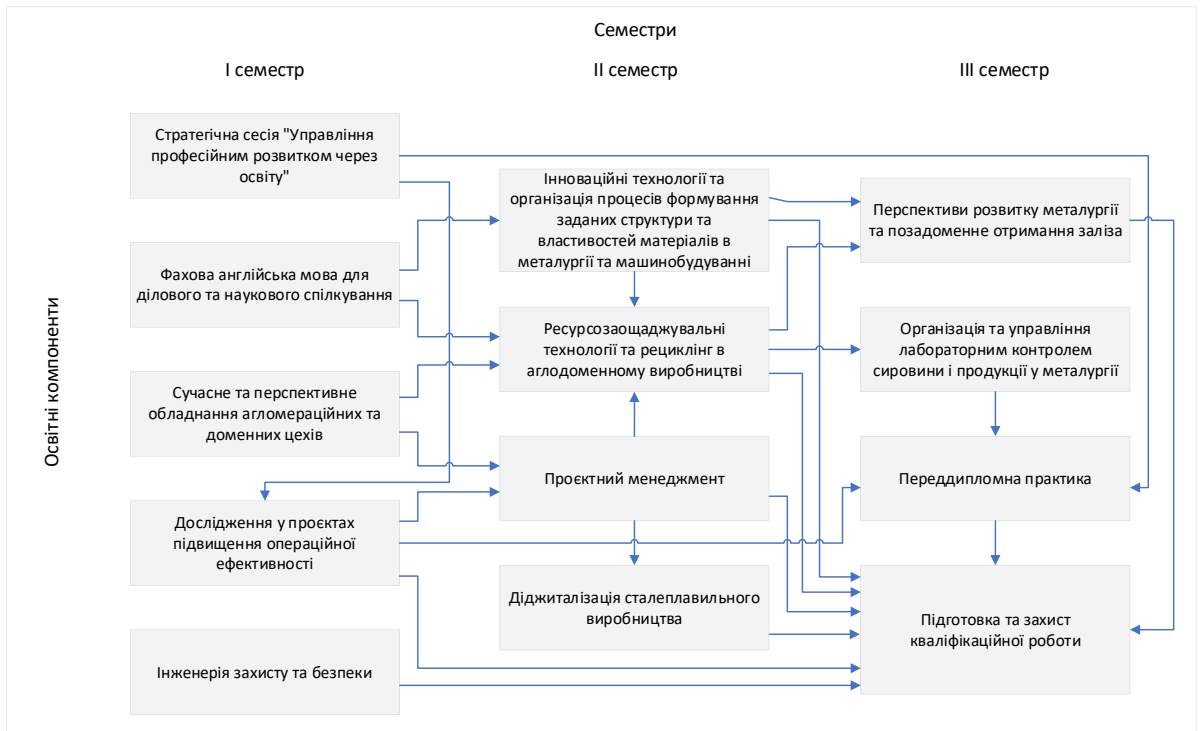 Семестри
І семестр
ІІ семестр
ІІІ семестр
Освітні компоненти
Стратегічна сесія "Управління
професійним розвитком через
освіту"
Фахова англійська мова для
ділового та наукового спілкування
Сучасне та перспективне
обладнання агломераційних та
доменних цехів
Дослідження у проєктах
підвищення операційної
ефективності
Інженерія захисту та безпеки
Інноваційні технології та
організація процесів формування
заданих структури та
властивостей матеріалів в
металургії та машинобудуванні
Ресурсозаощаджувальні
технології та рециклінг в
аглодоменному виробництві
Проєктний менеджмент
Діджиталізація сталеплавильного
виробництва
Перспективи розвитку металургії
та позадоменне отримання заліза
Організація та управління
лабораторним контролем
сировини і продукції у металургії
Переддипломна практика
Підготовка та захист
кваліфікаційної роботи